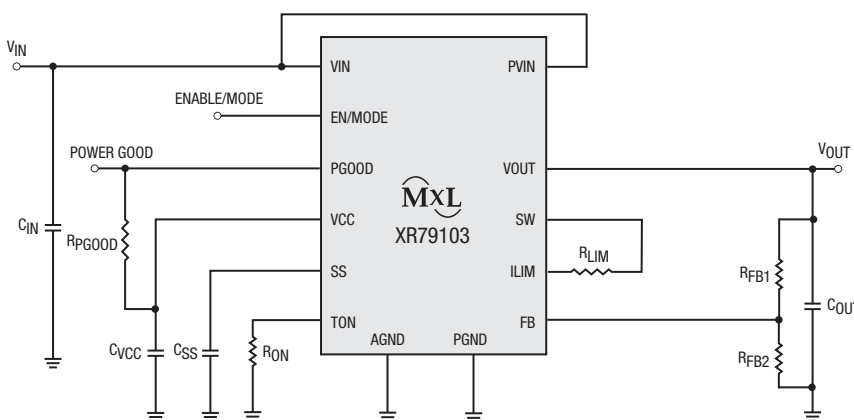 VIN
VIN
PVIN
ENABLE/MODE
EN/MODE
POWER GOOD
PGOOD
VOUT
VOUT
MxL
XR79103
CIN
RPGOOD
VCC
SW
SS
ILIM
RLIM
RFB1
COUT
TON
FB
CVCC
CSS
RON
AGND
PGND
RFB2